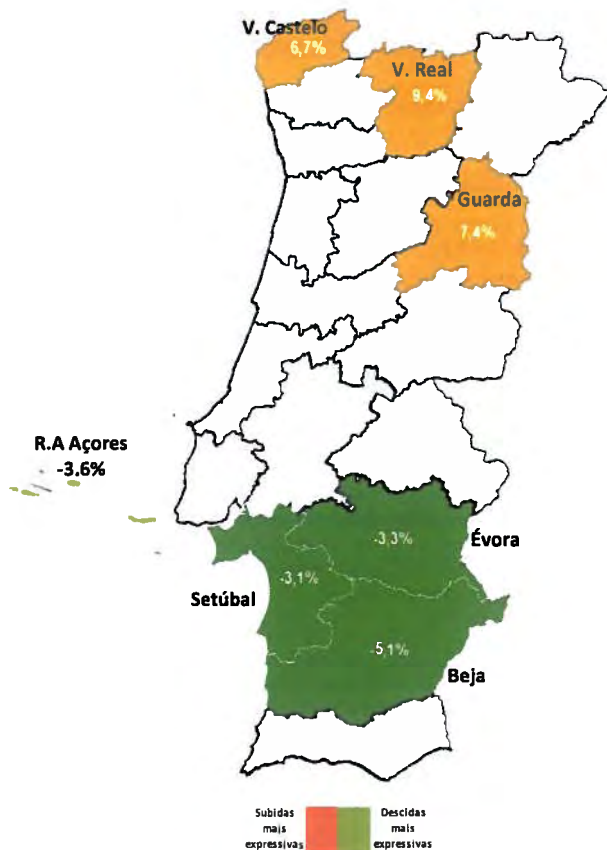 V. Castelo
6,7%
V. Real
9,4%
Guarda
7,4%
R.A Açores
-3.6%
-3,3%
Évora
-3,1%
Setúbal
-5,1%
Beja
Subidas
mais
expressivas
Descidas
mais
expressivas